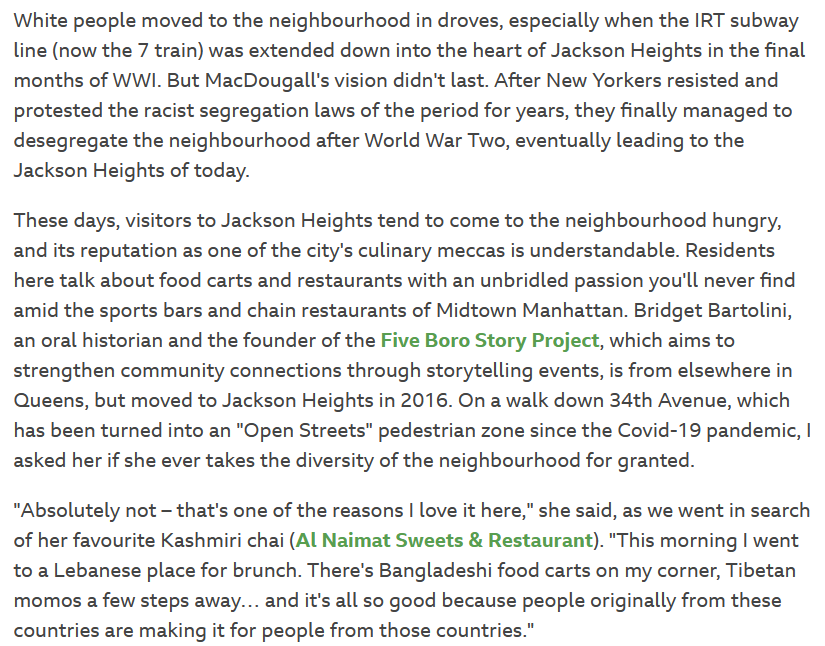 White people moved to the neighbourhood in droves, especially when the IRT subway
line (now the 7 train) was extended down into the heart of Jackson Heights in the final
months of WWI. But MacDougall's vision didn't last. After New Yorkers resisted and
protested the racist segregation laws of the period for years, they finally managed to
desegregate the neighbourhood after World War Two, eventually leading to the
Jackson Heights of today.
These days, visitors to Jackson Heights tend to come to the neighbourhood hungry,
and its reputation as one of the city's culinary meccas is understandable. Residents
here talk about food carts and restaurants with an unbridled passion you'll never find
amid the sports bars and chain restaurants of Midtown Manhattan. Bridget Bartolini,
an oral historian and the founder of the Five Boro Story Project, which aims to
strengthen community connections through storytelling events, is from elsewhere in
Queens, but moved to Jackson Heights in 2016. On a walk down 34th Avenue, which
has been turned into an "Open Streets" pedestrian zone since the Covid-19 pandemic, I
asked her if she ever takes the diversity of the neighbourhood for granted.
"Absolutely not – that's one of the reasons I love it here," she said, as we went in search
of her favourite Kashmiri chai (Al Naimat Sweets & Restaurant). "This morning I went
to a Lebanese place for brunch. There's Bangladeshi food carts on my corner, Tibetan
momos a few steps away… and it's all so good because people originally from these
countries are making it for people from those countries."